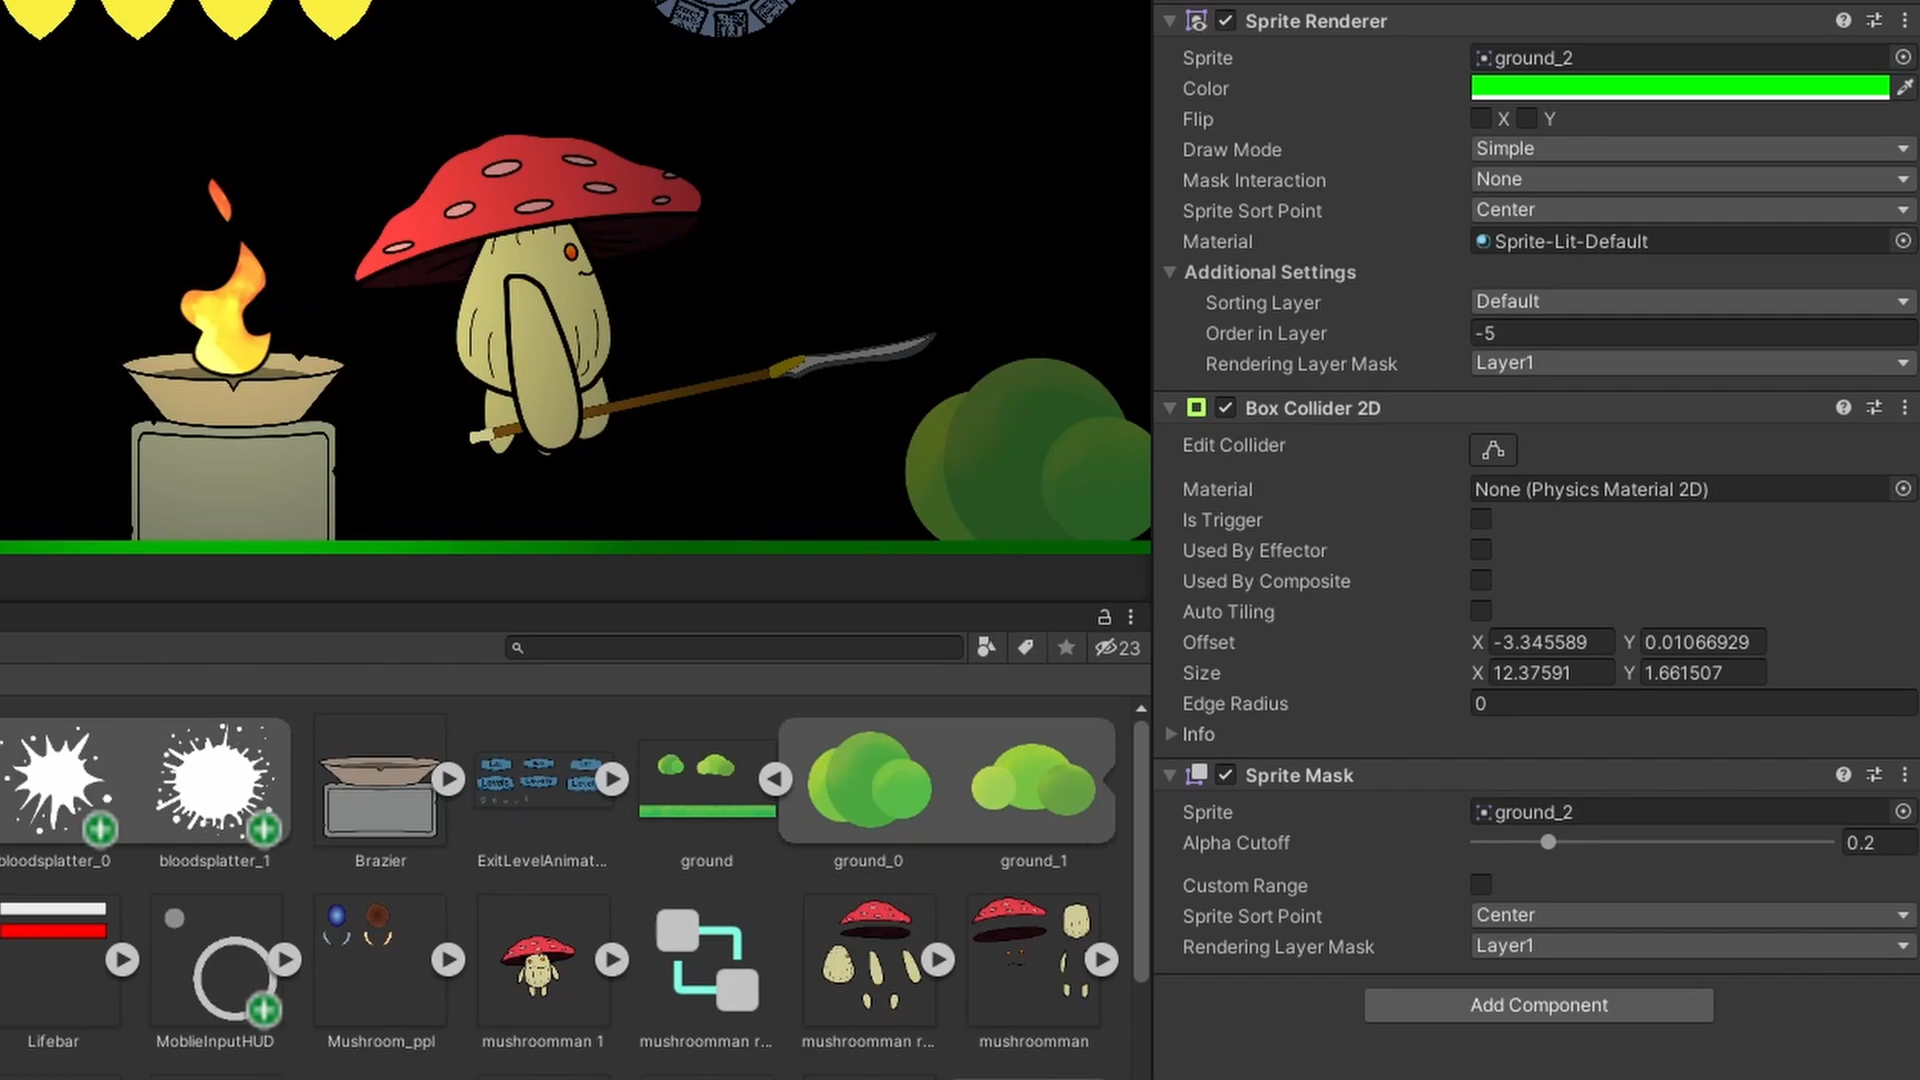 Sprite Renderer
Sprite ground_2
Color
Flip X Y
Draw Mode Simple
Mask Interaction None
Sprite Sort Point Center
Material Sprite-Lit-Default
Additional Settings
Sorting Layer Default
Order in Layer -5
Rendering Layer Mask Layer1
Box Collider 2D
Edit Collider
Material None (Physics Material 2D)
Is Trigger
Used By Effector
Used By Composite
Auto Tiling
Offset X -3.345589 Y 0.01066929
Size X 12.37591 Y 1.661507
Edge Radius 0
Info
Sprite Mask
Sprite ground_2
Alpha Cutoff 0.2
Custom Range
Sprite Sort Point Center
Rendering Layer Mask Layer1
Add Component
23
bloodsplatter_0 bloodsplatter_1 Brazier ExitLevelAnimat... ground ground_0 ground_1
Lifebar MoblieInputHUD Mushroom_ppl mushroomman 1 mushroomman r... mushroomman r... mushroomman